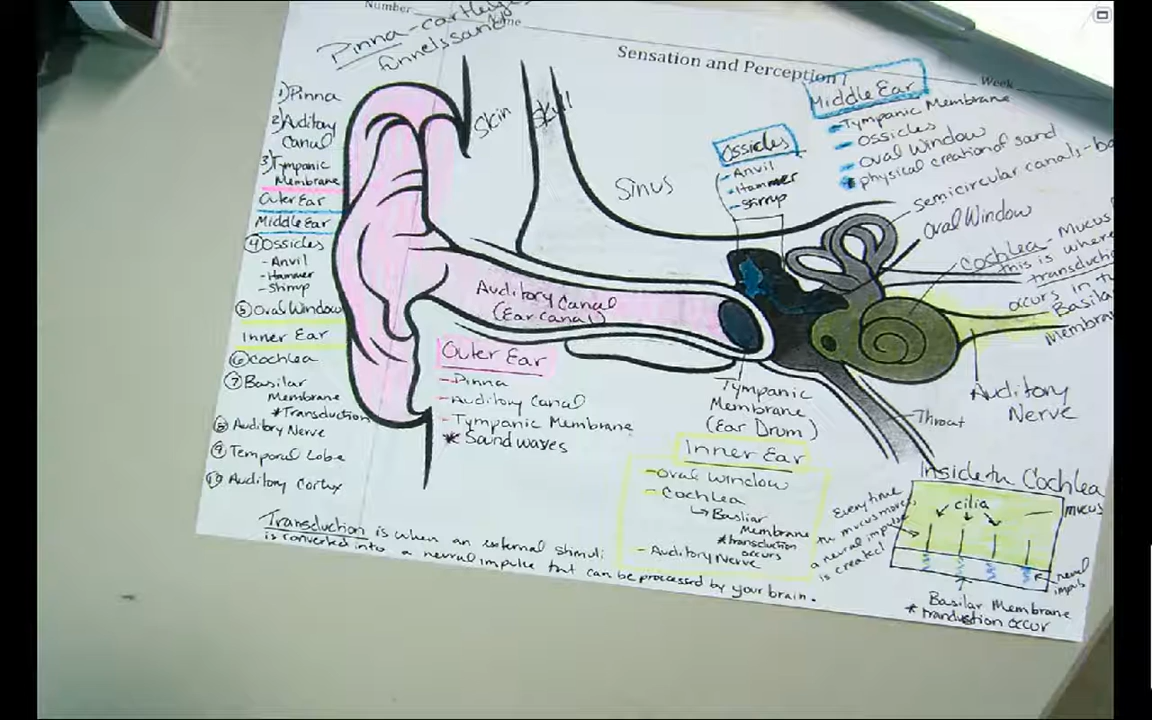 Number
Pinna - cartilage
funnels sand
Sensation and Perception
Week
1) Pinna
2) Auditory
Canal
3) Tympanic
Membrane
Outer Ear
Middle Ear
4) Ossicles
- Anvil
- Hammer
- Stirrup
5) Oval Window
Inner Ear
6) Cochlea
7) Basilar
Membrane
* Transduction
8) Auditory Nerve
9) Temporal Lobe
10) Auditory Cortex
Skin
Skull
Sinus
Ossicles
- Anvil
- Hammer
- Stirrup
Middle Ear
- Tympanic Membrane
- Ossicles
- Oval Window
* physical creation of sand
Semicircular canals -
Oval Window
Cochlea - Mucus
this is where
transduction
occurs in
Basilar
Membrane
Auditory Canal
(Ear canal)
Outer Ear
- Pinna
- Auditory Canal
- Tympanic Membrane
* Sound waves
Tympanic
Membrane
(Ear Drum)
Throat
Auditory
Nerve
Inner Ear
- Oval Window
- Cochlea
↳ Basliar
Membrane
* transduction
occurs
- Auditory Nerve
Every time
mucus moves
a neural impulse
is created!
Inside the Cochlea
cilia
mucus
neural
impuls
Basilar Membrane
* tranduction occur
Transduction is when an external stimuli
is converted into a neural impulse that can be processed by your brain.